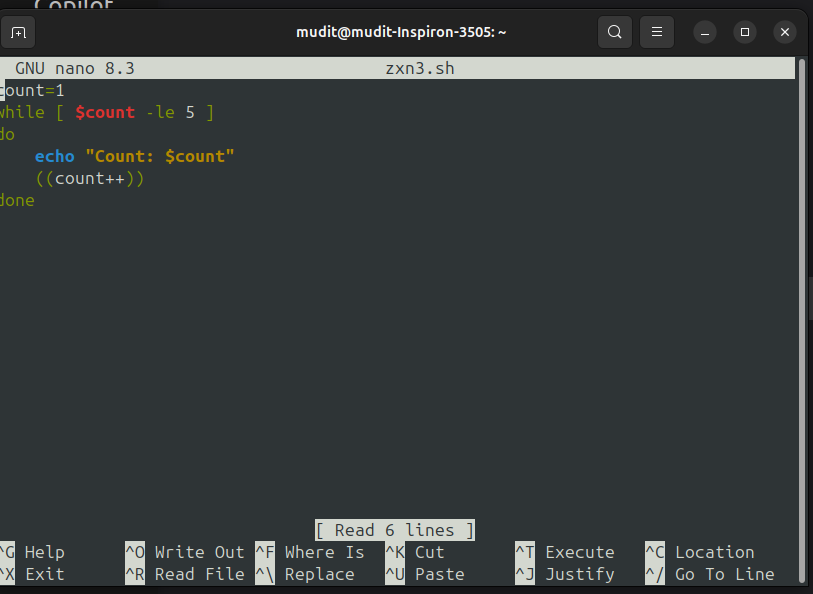 Copilot
mudit@mudit-Inspiron-3505: ~
GNU nano 8.3 zxn3.sh
count=1
while [ $count -le 5 ]
do
    echo "Count: $count"
    ((count++))
done
[ Read 6 lines ]
^G Help ^O Write Out ^F Where Is ^K Cut ^T Execute ^C Location
^X Exit ^R Read File ^\ Replace ^U Paste ^J Justify ^/ Go To Line